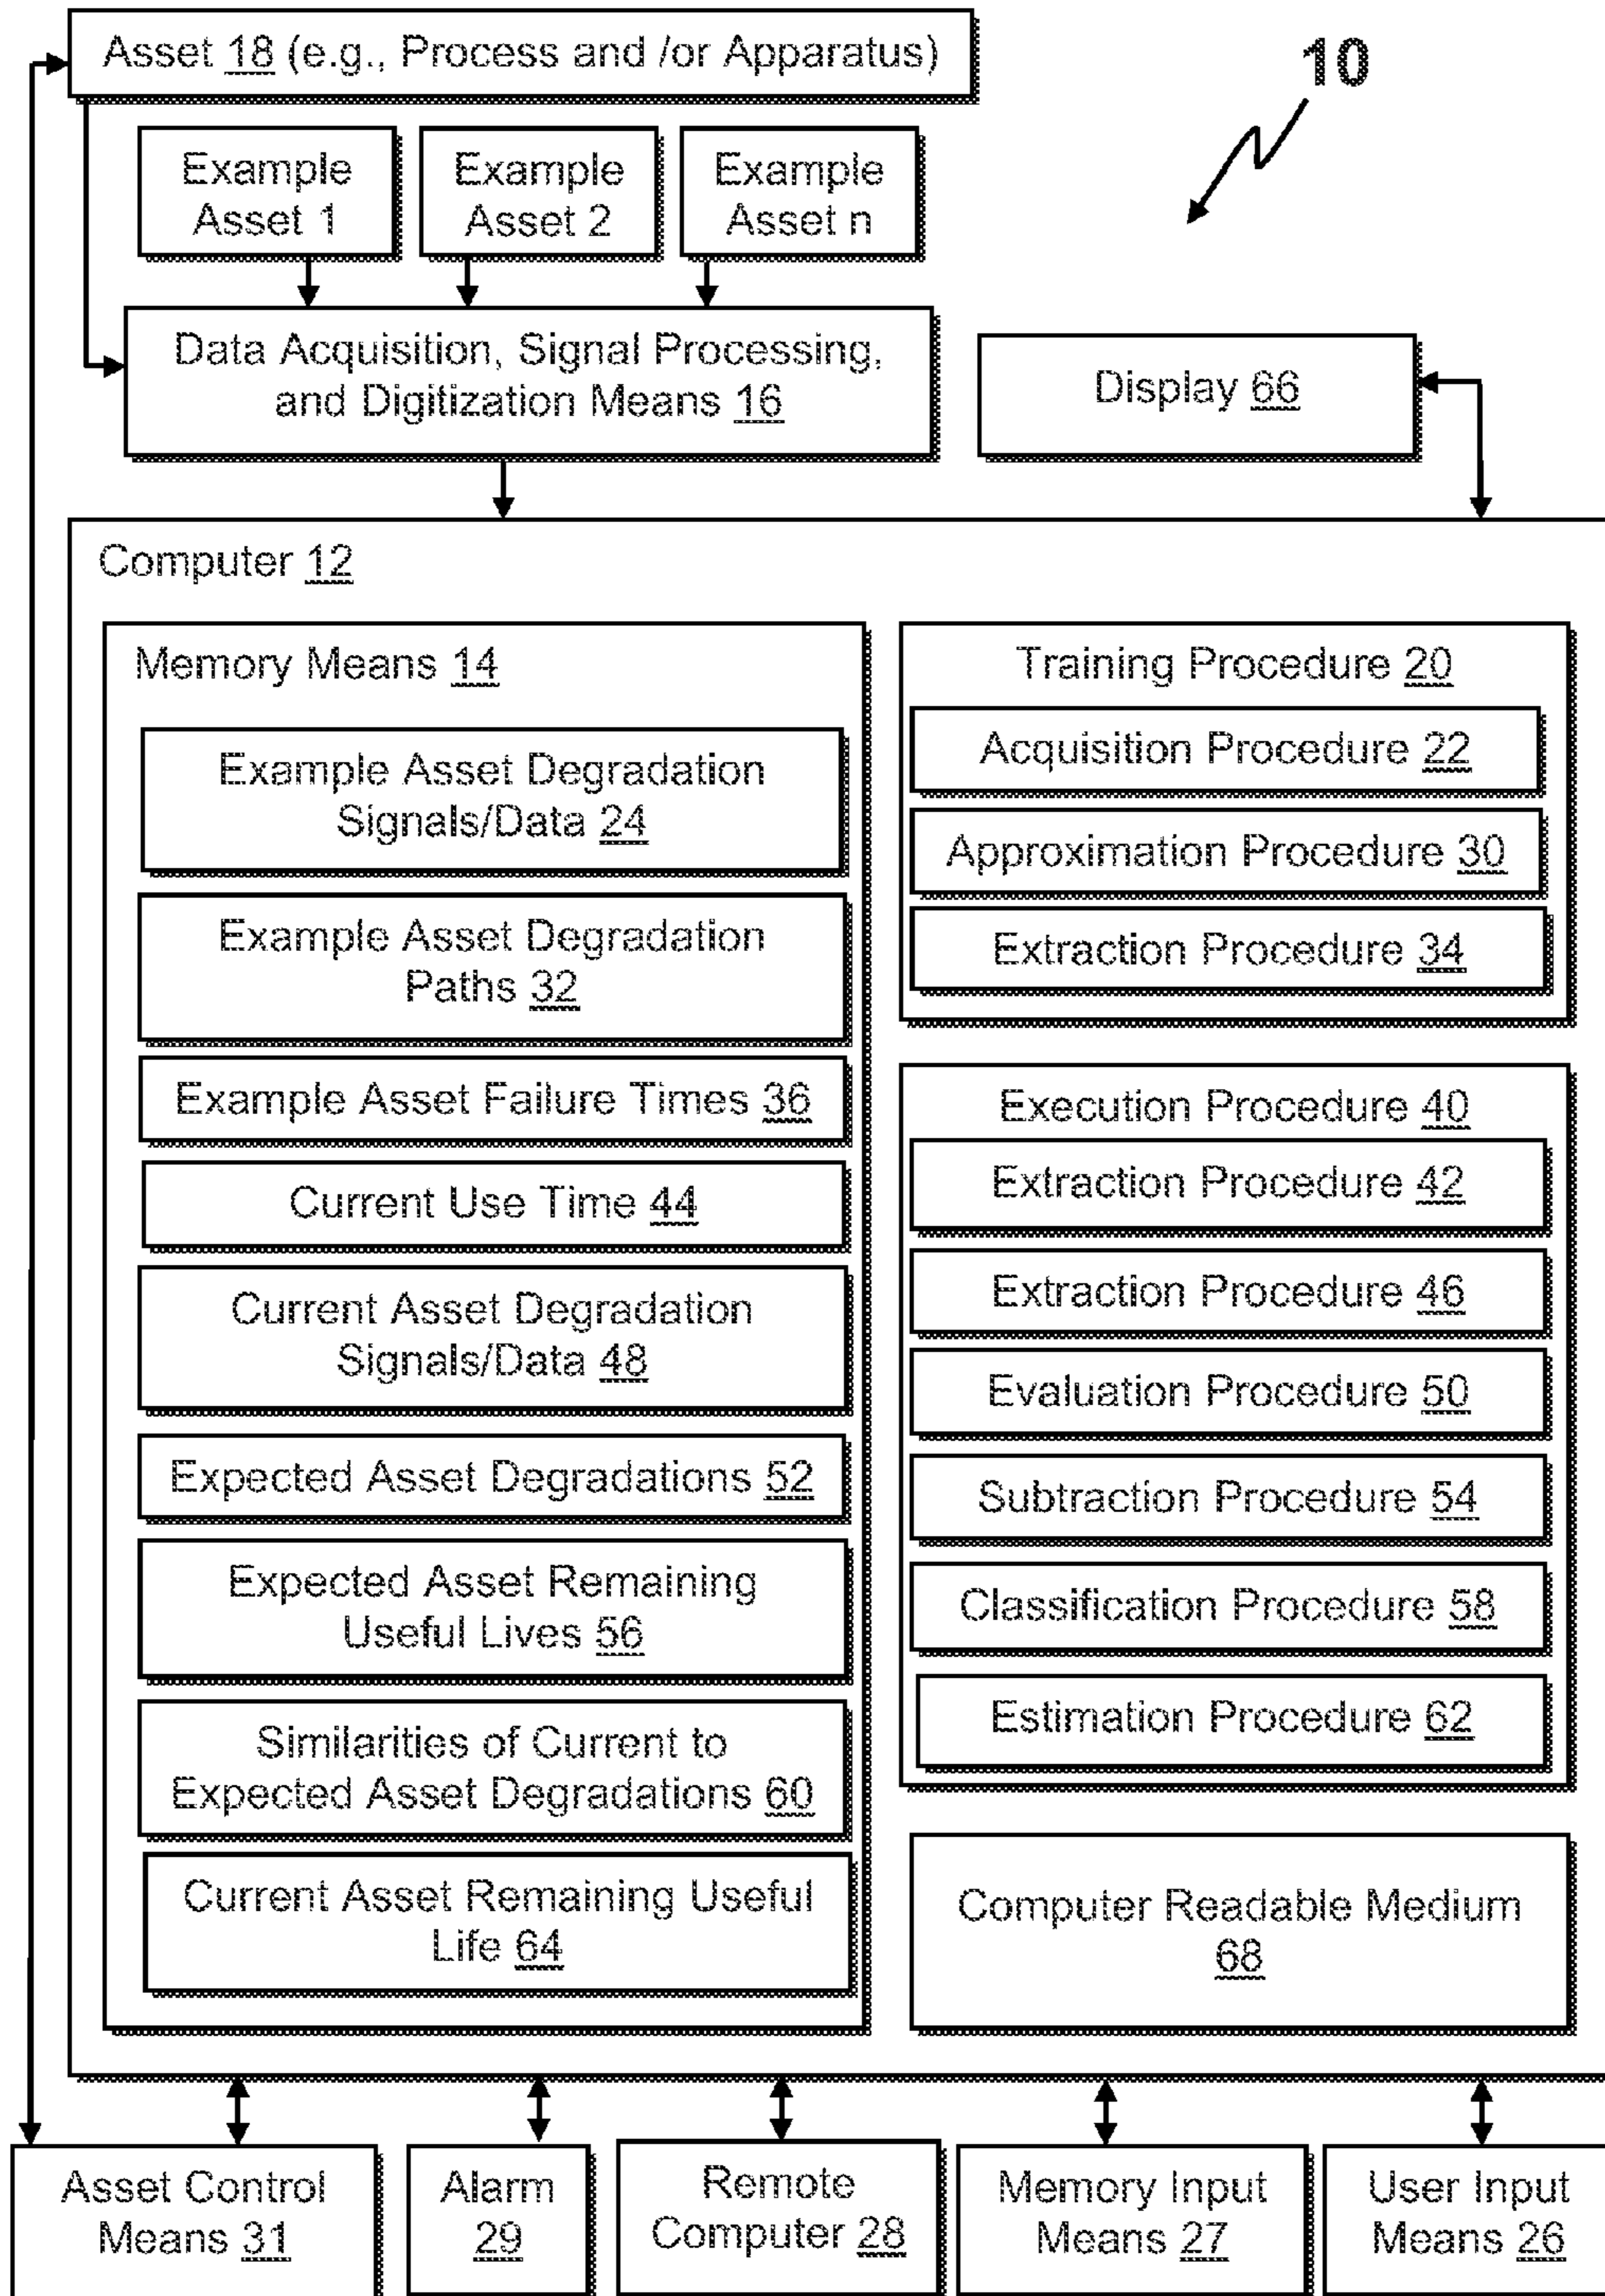 Asset 18 (e.g., Process and /or Apparatus)
10
Example
Asset 1
Example
Asset 2
Example
Asset n
Data Acquisition, Signal Processing,
and Digitization Means 16
Display 66
Computer 12
Memory Means 14
Example Asset Degradation
Signals/Data 24
Example Asset Degradation
Paths 32
Example Asset Failure Times 36
Current Use Time 44
Current Asset Degradation
Signals/Data 48
Expected Asset Degradations 52
Expected Asset Remaining
Useful Lives 56
Similarities of Current to
Expected Asset Degradations 60
Current Asset Remaining Useful
Life 64
Training Procedure 20
Acquisition Procedure 22
Approximation Procedure 30
Extraction Procedure 34
Execution Procedure 40
Extraction Procedure 42
Extraction Procedure 46
Evaluation Procedure 50
Subtraction Procedure 54
Classification Procedure 58
Estimation Procedure 62
Computer Readable Medium
68
Asset Control
Means 31
Alarm
29
Remote
Computer 28
Memory Input
Means 27
User Input
Means 26